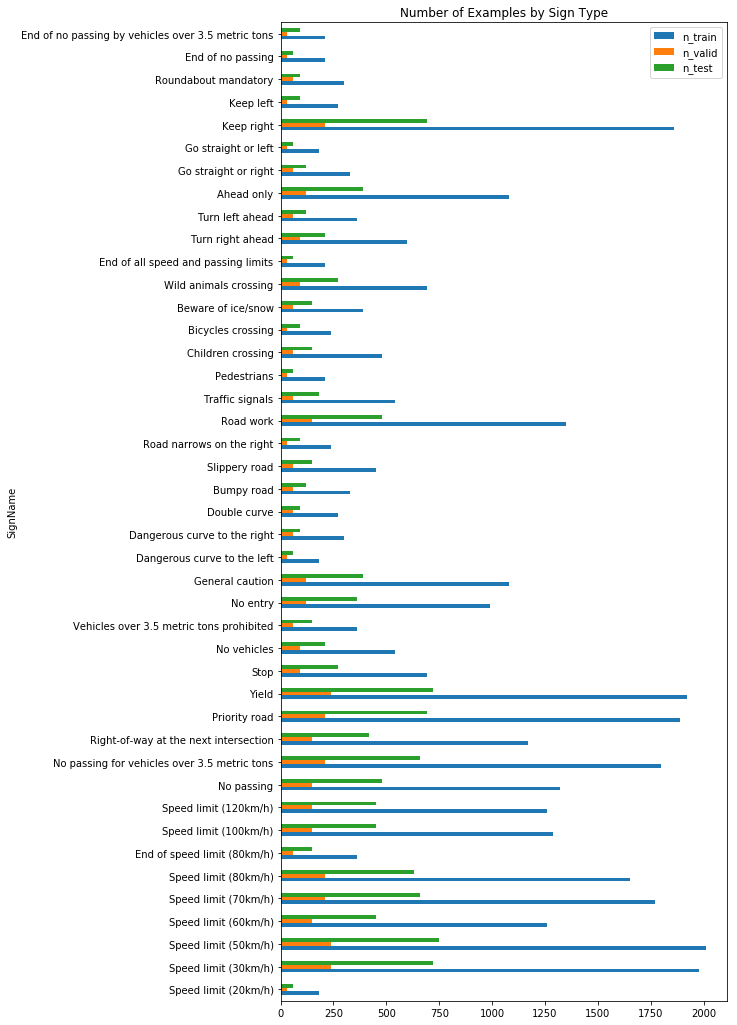 Number of Examples by Sign Type
n_train
n_valid
n_test
End of no passing by vehicles over 3.5 metric tons
End of no passing
Roundabout mandatory
Keep left
Keep right
Go straight or left
Go straight or right
Ahead only
Turn left ahead
Turn right ahead
End of all speed and passing limits
Wild animals crossing
Beware of ice/snow
Bicycles crossing
Children crossing
Pedestrians
Traffic signals
Road work
Road narrows on the right
Slippery road
Bumpy road
Double curve
Dangerous curve to the right
Dangerous curve to the left
General caution
No entry
Vehicles over 3.5 metric tons prohibited
No vehicles
Stop
Yield
Priority road
Right-of-way at the next intersection
No passing for vehicles over 3.5 metric tons
No passing
Speed limit (120km/h)
Speed limit (100km/h)
End of speed limit (80km/h)
Speed limit (80km/h)
Speed limit (70km/h)
Speed limit (60km/h)
Speed limit (50km/h)
Speed limit (30km/h)
Speed limit (20km/h)
SignName
0 250 500 750 1000 1250 1500 1750 2000